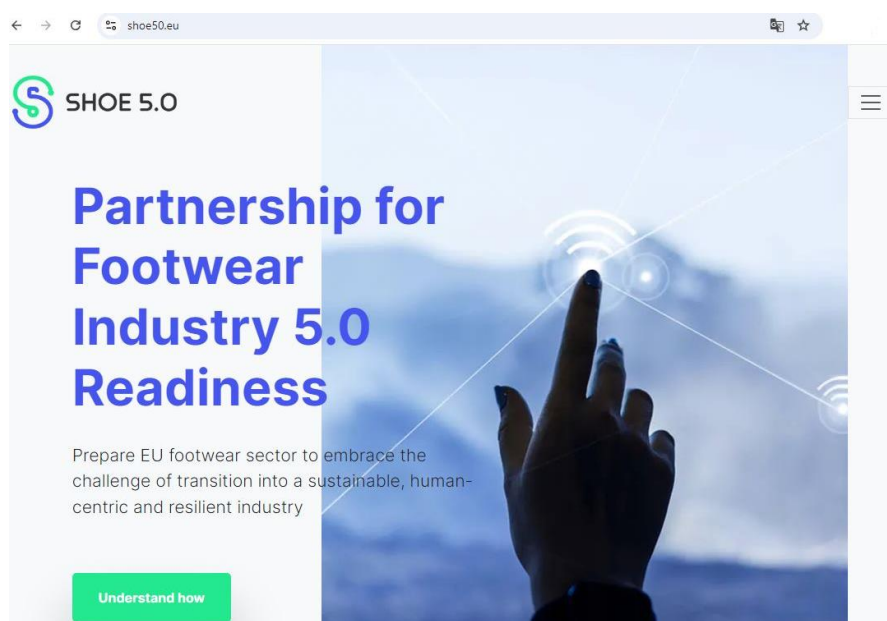 shoe50.eu
SHOE 5.0
Partnership for
Footwear
Industry 5.0
Readiness
Prepare EU footwear sector to embrace the
challenge of transition into a sustainable, human-
centric and resilient industry
Understand how